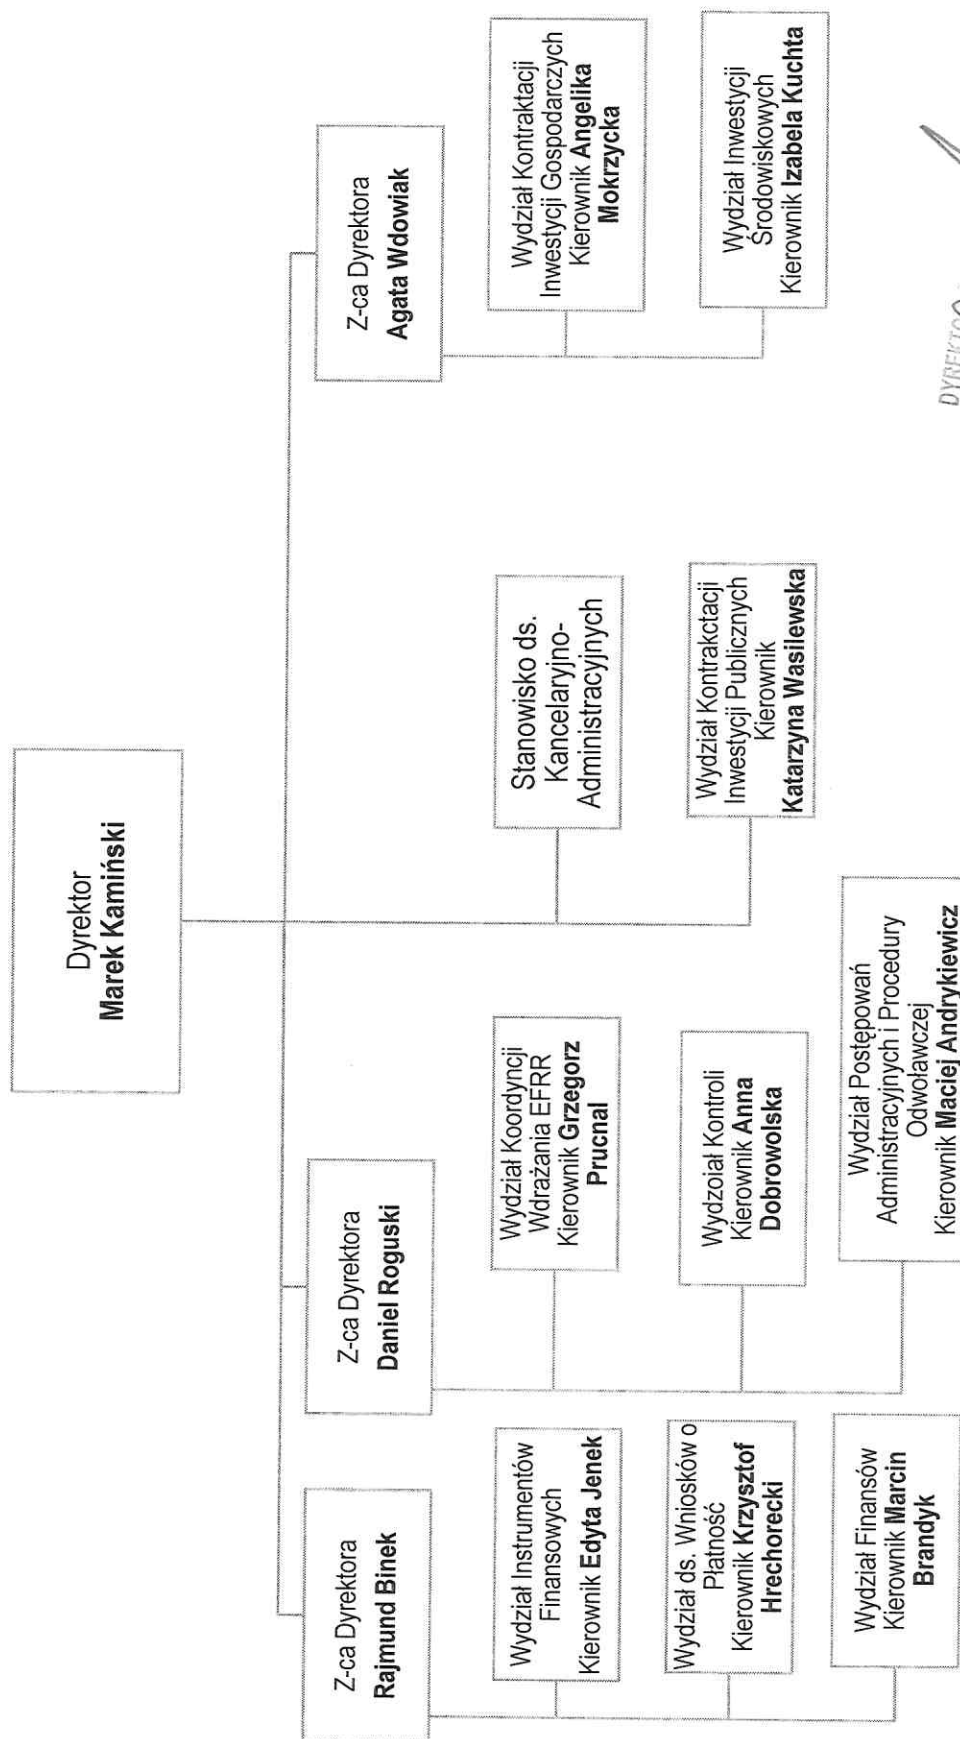 Dyrektor
Marek Kamiński
Z-ca Dyrektora
Rajmund Binek
Z-ca Dyrektora
Daniel Roguski
Z-ca Dyrektora
Agata Wdowiak
Wydział Instrumentów
Finansowych
Kierownik Edyta Jenek
Wydział ds. Wniosków o
Płatność
Kierownik Krzysztof
Hrechorecki
Wydział Finansów
Kierownik Marcin
Brandyk
Wydział Koordyncji
Wdrażania EFRR
Kierownik Grzegorz
Prucnal
Wydzoiał Kontroli
Kierownik Anna
Dobrowolska
Wydział Postępowań
Administracyjnych i Procedury
Odwoławczej
Kierownik Maciej Andrykiewicz
Stanowisko ds.
Kancelaryjno-
Administracyjnych
Wydział Kontrakctacji
Inwestycji Publicznych
Kierownik
Katarzyna Wasilewska
Wydział Kontraktacji
Inwestycji Gospodarczych
Kierownik Angelika
Mokrzycka
Wydział Inwestycji
Środowiskowych
Kierownik Izabela Kuchta